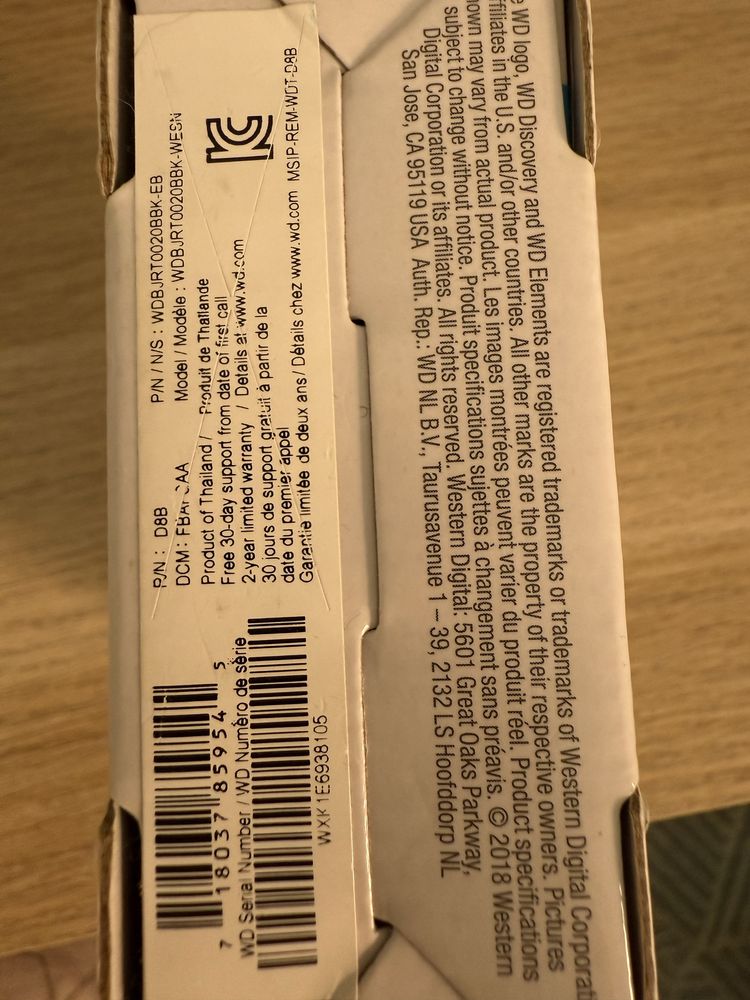 P/N : D8B P/N / N/S : WDBJRT0020BBK-EB
DCM : Model / Modèle : WDBJRT0020BBK-WESN
Product of Thailand / Produit de Thaïlande
Free 30-day support from date of first call
2-year limited warranty / Details at www.wd.com
30 jours de support gratuit à partir de la
date du premier appel
Garantie limitée de deux ans / Détails chez www.wd.com MSIP-REM-WDT-D8B
7 18037 85954 5
WD Serial Number / WD Numéro de série
WXK1E6938105
e WD logo, WD Discovery and WD Elements are registered trademarks or trademarks of Western Digital Corporat
ffiliates in the U.S. and/or other countries. All other marks are the property of their respective owners. Pictures
own may vary from actual product. Les images montrées peuvent varier du produit réel. Product specifications
subject to change without notice. Produit specifications sujettes à changement sans préavis. © 2018 Western
Digital Corporation or its affiliates. All rights reserved. Western Digital: 5601 Great Oaks Parkway,
San Jose, CA 95119 USA Auth. Rep.: WD NL B.V., Taurusavenue 1 – 39, 2132 LS Hoofddorp NL